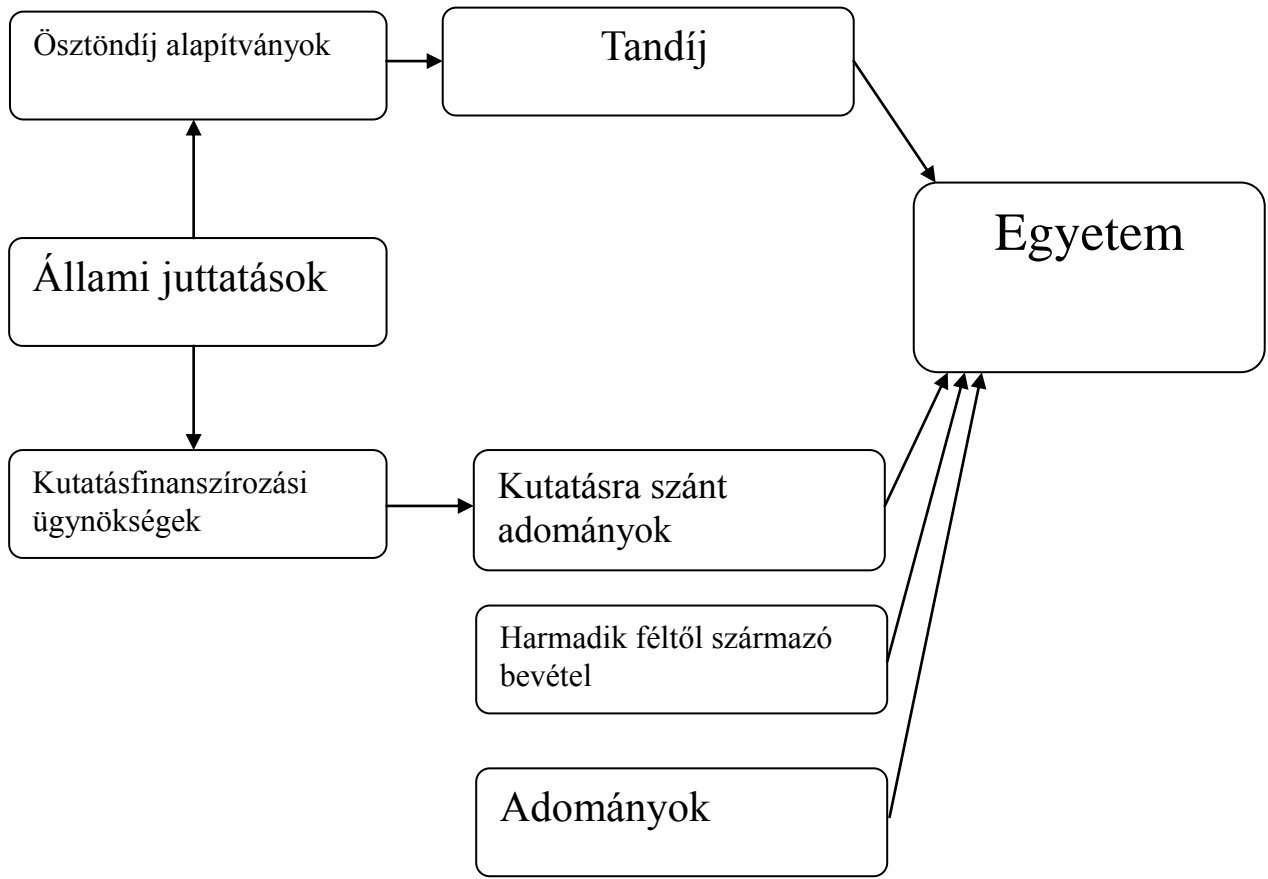 Ösztöndíj alapítványok
Tandíj
Egyetem
Állami juttatások
Kutatásfinanszírozási
ügynökségek
Kutatásra szánt
adományok
Harmadik féltől származó
bevétel
Adományok